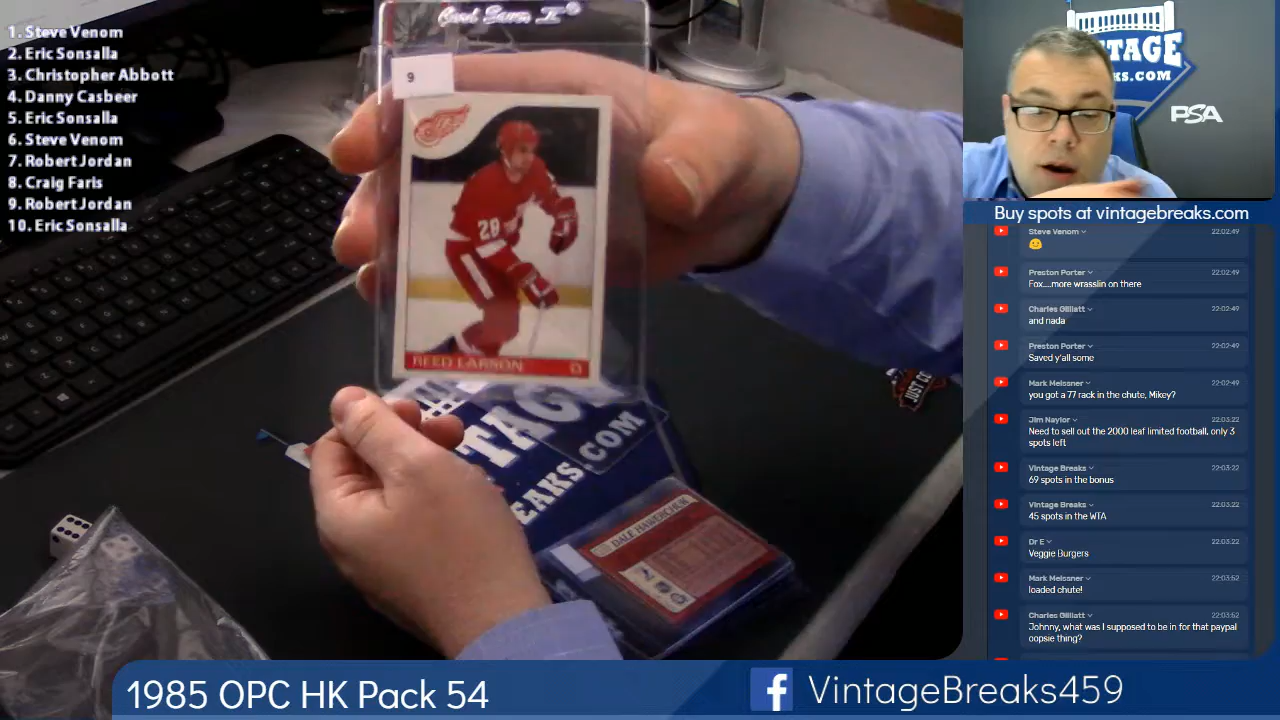 1. Steve Venom
2. Eric Sonsalla
3. Christopher Abbott
4. Danny Casbeer
5. Eric Sonsalla
6. Steve Venom
7. Robert Jordan
8. Craig Faris
9. Robert Jordan
10. Eric Sonsalla
Card Saver II®
9
28
REED LARSON D
DALE HAWERCHUK
JUST
PSA
Buy spots at vintagebreaks.com
Steve Venom 22:02:49
Preston Porter 22:02:49
Fox....more wrasslin on there
Charles Gilliatt 22:02:49
and nada
Preston Porter 22:02:49
Saved y'all some
Mark Meissner 22:02:49
you got a 77 rack in the chute, Mikey?
Jim Naylor 22:03:22
Need to sell out the 2000 leaf limited football, only 3
spots left
Vintage Breaks 22:03:22
69 spots in the bonus
Vintage Breaks 22:03:22
45 spots in the WTA
Dr E 22:03:22
Veggie Burgers
Mark Meissner 22:03:52
loaded chute!
Charles Gilliatt 22:03:52
Johnny, what was I supposed to be in for that paypal
oopsie thing?
1985 OPC HK Pack 54
VintageBreaks459